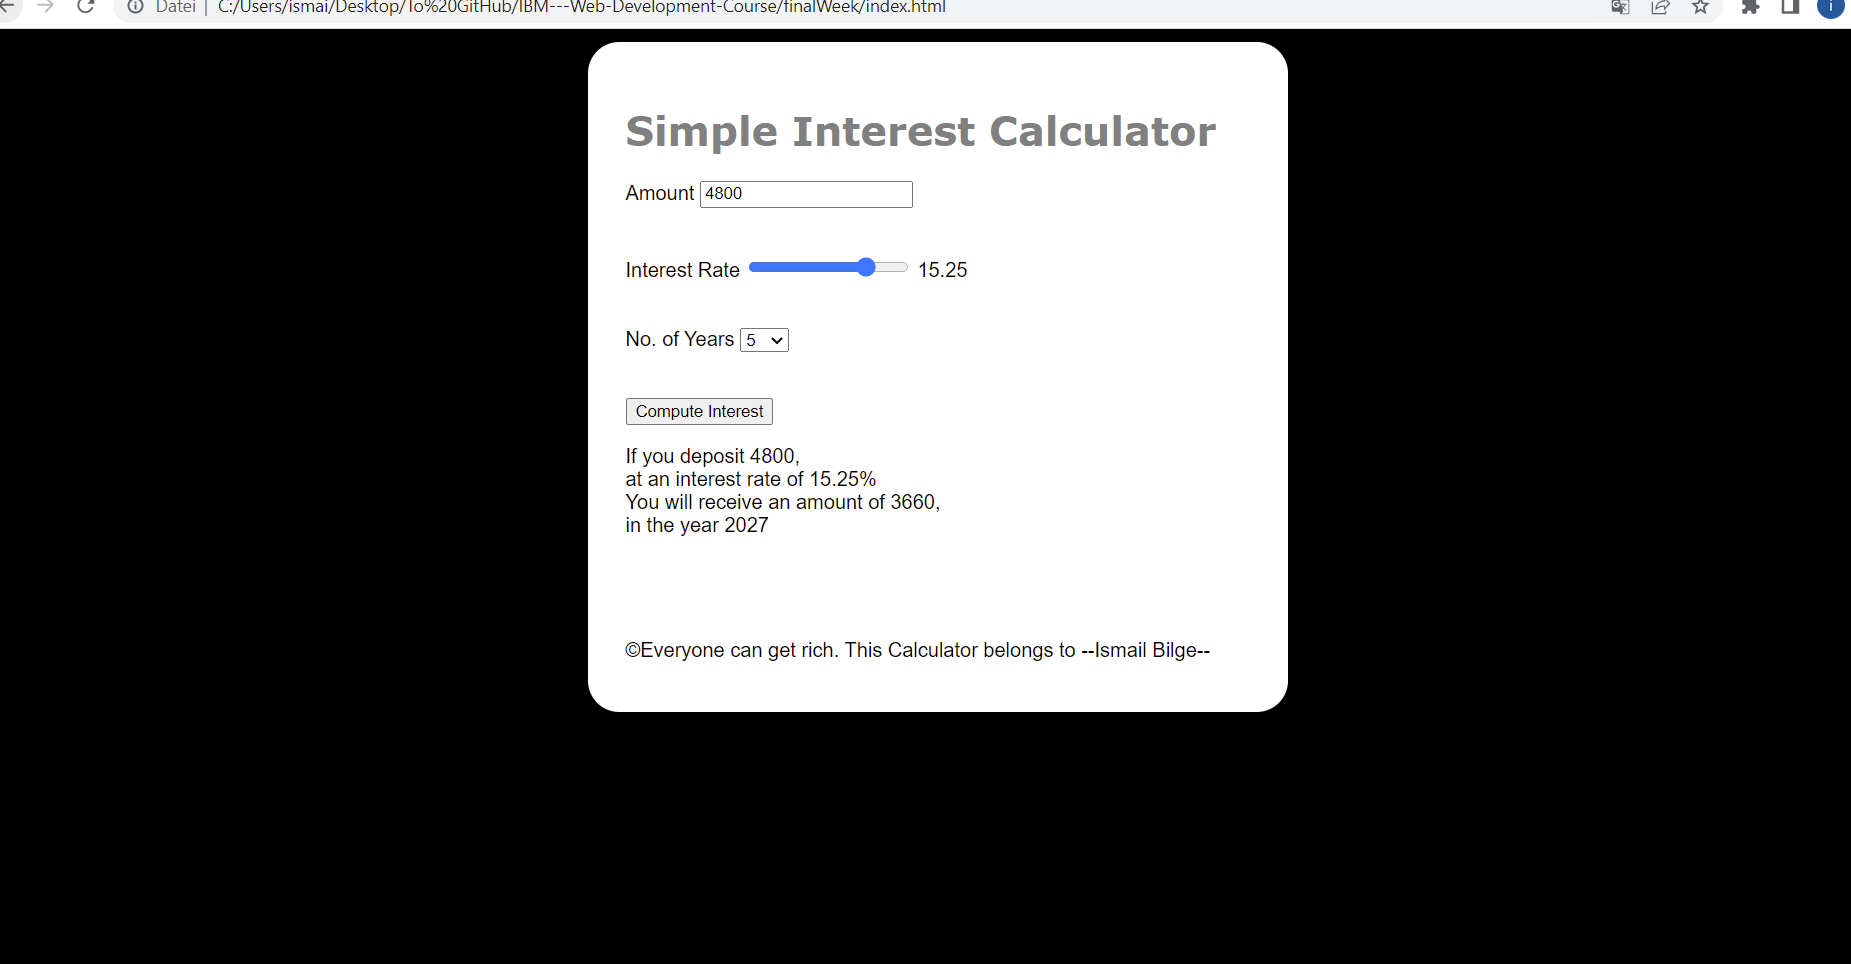 Datei | C:/Users/ismai/Desktop/To%20GitHub/IBM---Web-Development-Course/finalWeek/index.html
i
Simple Interest Calculator
Amount 4800
Interest Rate 15.25
No. of Years 5
Compute Interest
If you deposit 4800,
at an interest rate of 15.25%
You will receive an amount of 3660,
in the year 2027
©Everyone can get rich. This Calculator belongs to --Ismail Bilge--